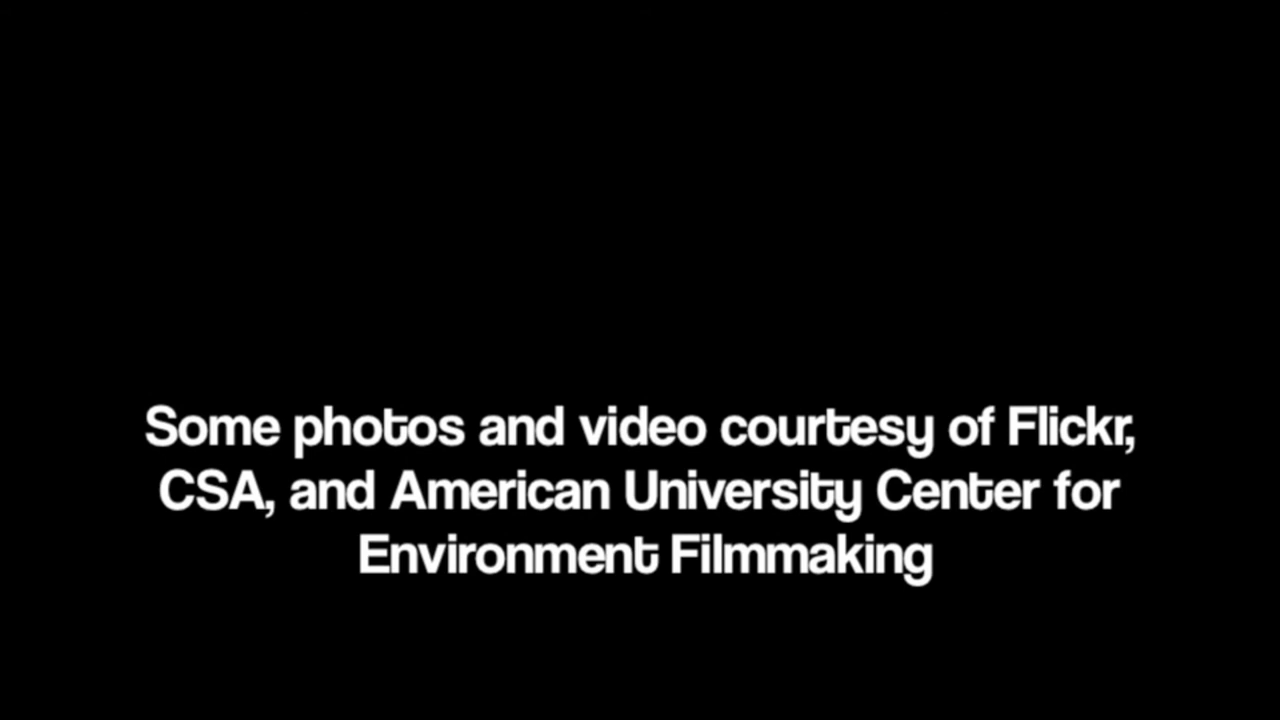 Some photos and video courtesy of Flickr,
CSA, and American University Center for
Environment Filmmaking